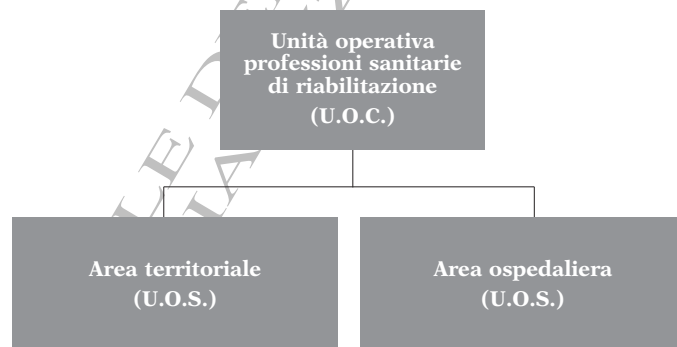 Unità operativa
professioni sanitarie
di riabilitazione
(U.O.C.)
Area territoriale
(U.O.S.)
Area ospedaliera
(U.O.S.)